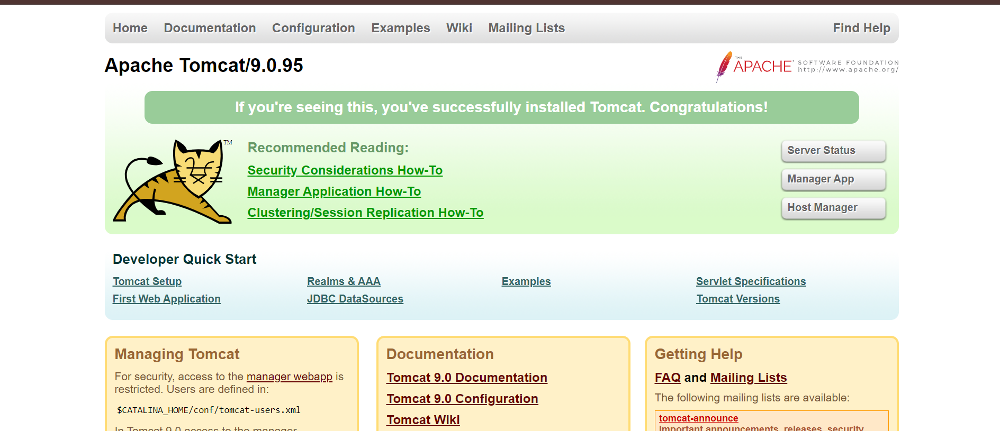 Home Documentation Configuration Examples Wiki Mailing Lists Find Help
Apache Tomcat/9.0.95
THE
APACHE® SOFTWARE FOUNDATION
http://www.apache.org/
If you're seeing this, you've successfully installed Tomcat. Congratulations!
TM
Recommended Reading:
Security Considerations How-To
Manager Application How-To
Clustering/Session Replication How-To
Server Status
Manager App
Host Manager
Developer Quick Start
Tomcat Setup
First Web Application
Realms & AAA
JDBC DataSources
Examples
Servlet Specifications
Tomcat Versions
Managing Tomcat
For security, access to the manager webapp is
restricted. Users are defined in:
$CATALINA_HOME/conf/tomcat-users.xml
In Tomcat 9.0 access to the manager
Documentation
Tomcat 9.0 Documentation
Tomcat 9.0 Configuration
Tomcat Wiki
Getting Help
FAQ and Mailing Lists
The following mailing lists are available:
tomcat-announce
Important announcements, releases, security